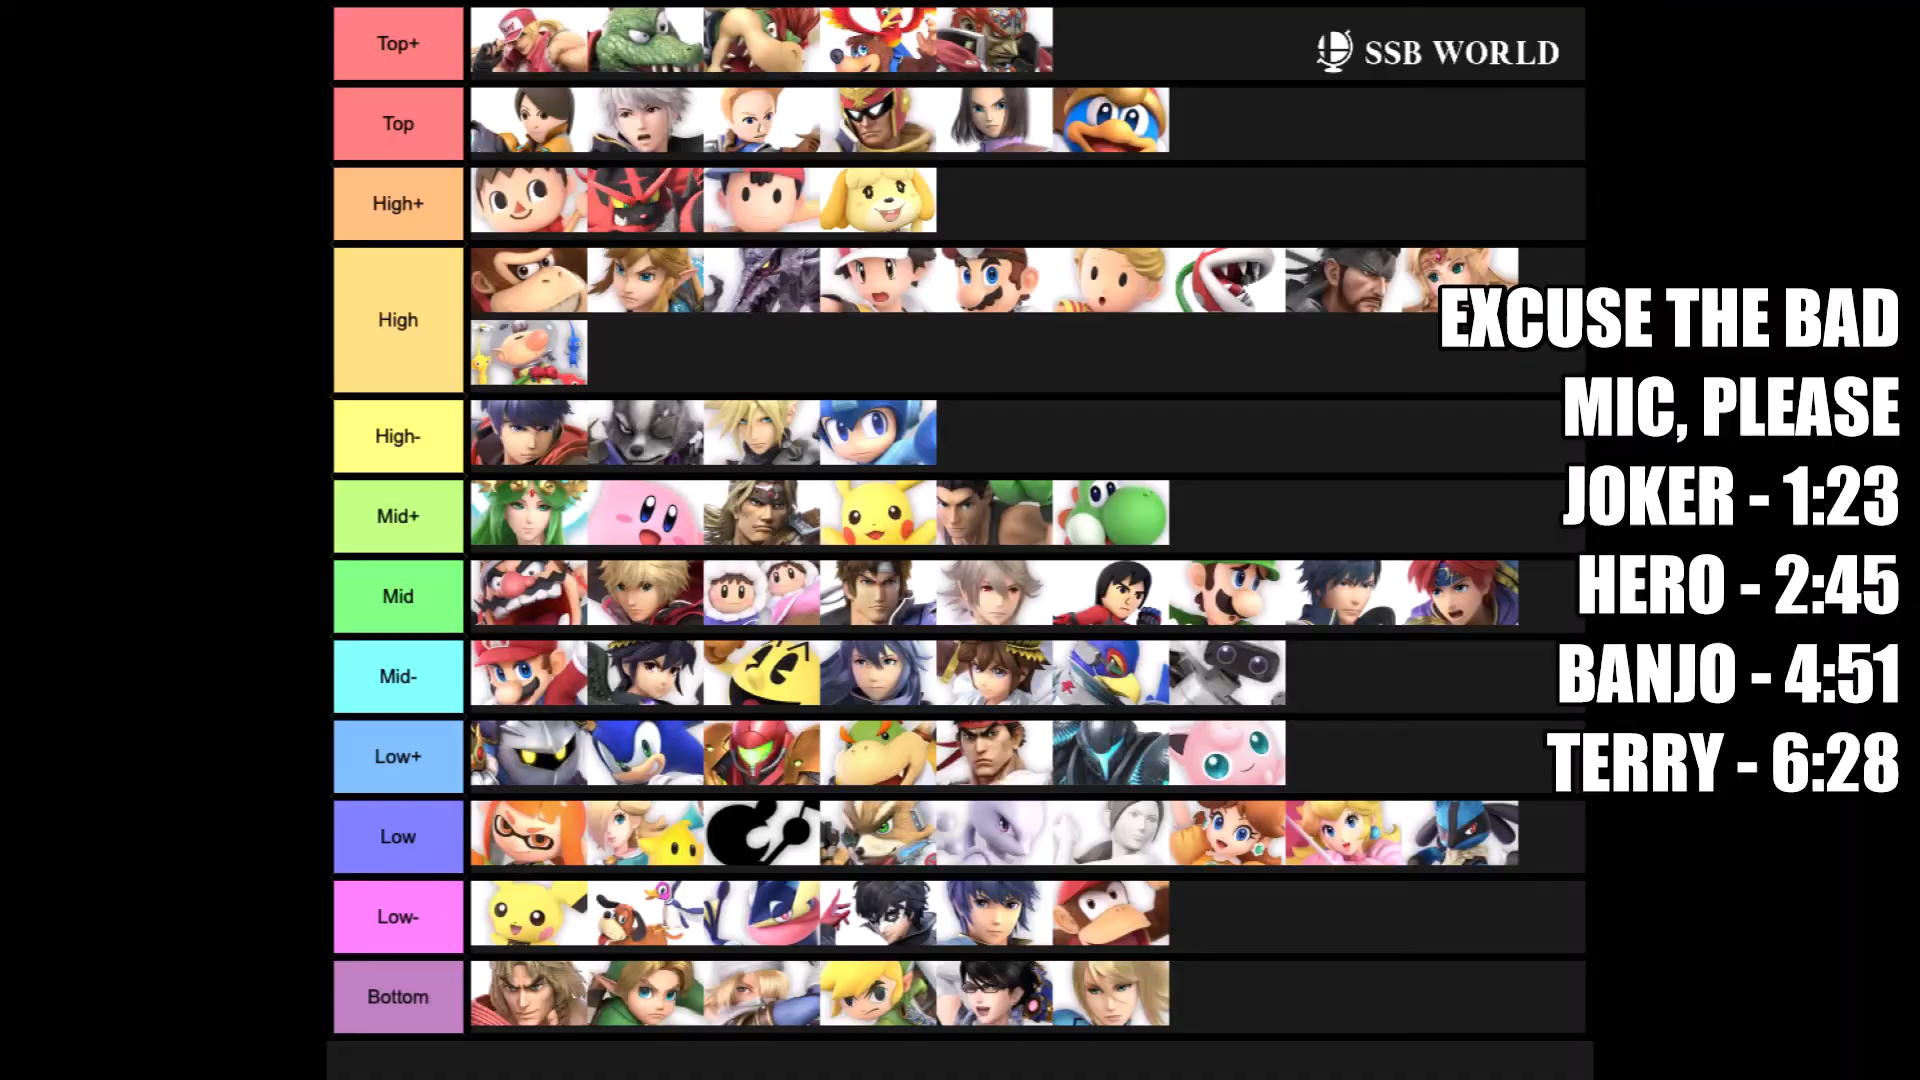 Top+
SSB WORLD
Top
High+
High
High-
Mid+
Mid
Mid-
Low+
Low
Low-
Bottom
EXCUSE THE BAD
MIC, PLEASE
JOKER - 1:23
HERO - 2:45
BANJO - 4:51
TERRY - 6:28